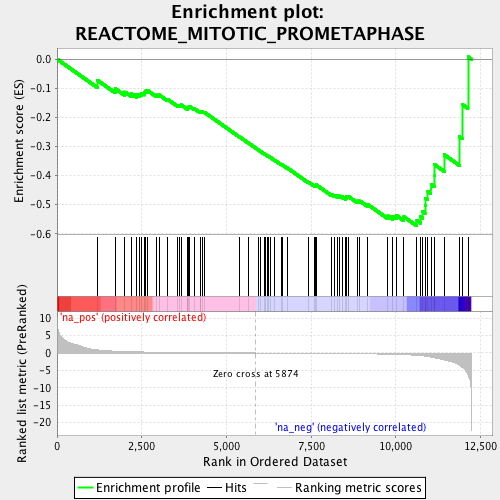 Enrichment plot:
REACTOME_MITOTIC_PROMETAPHASE
Enrichment score (ES)
0.0
-0.1
-0.2
-0.3
-0.4
-0.5
-0.6
Ranked list metric (PreRanked)
10
5
0
-5
-10
-15
-20
'na_pos' (positively correlated)
Zero cross at 5874
'na_neg' (negatively correlated)
0
2,500
5,000
7,500
10,000
12,500
Rank in Ordered Dataset
Enrichment profile
Hits
Ranking metric scores